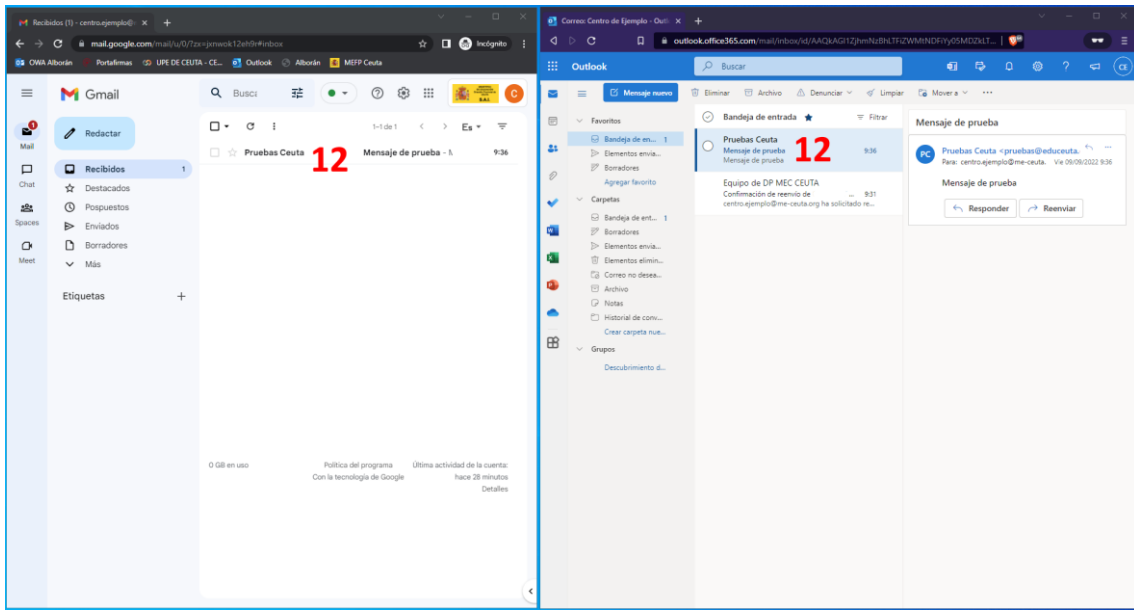 Recibidos (1) - centro.ejemplo@
mail.google.com/mail/u/0/?zx=jxnwok12eh9r#inbox
Incógnito
OWA Alborán
Portafirmas
UPE DE CEUTA - CE...
Outlook
Alborán
MEFP Ceuta
Gmail
Busca
Redactar
1
Mail
Chat
Spaces
Meet
Recibidos 1
Destacados
Pospuestos
Enviados
Borradores
Más
Etiquetas
1-1 de 1
Es
Pruebas Ceuta 12 Mensaje de prueba - 9:36
0 GB en uso
Política del programa
Con la tecnología de Google
Última actividad de la cuenta:
hace 28 minutos
Detalles
C
Correo: Centro de Ejemplo - Outl
outlook.office365.com/mail/inbox/id/
Outlook
Buscar
CE
Mensaje nuevo
Eliminar
Archivo
Denunciar
Limpiar
Mover a
Favoritos
Bandeja de en... 1
Elementos envia...
Borradores
Agregar favorito
Carpetas
Bandeja de ent... 1
Borradores
Elementos envia...
Elementos elimin...
Correo no desea...
Archivo
Notas
Historial de conv...
Crear carpeta nue...
Grupos
Descubrimiento d...
Bandeja de entrada
Filtrar
Pruebas Ceuta
Mensaje de prueba 12 9:36
Mensaje de prueba
Equipo de DP MEC CEUTA
Confirmación de reenvío de ... 9:31
centro.ejemplo@me-ceuta.org ha solicitado re...
Mensaje de prueba
PC
Pruebas Ceuta <pruebas@educeuta.
Para: centro.ejemplo@me-ceuta. Vie 09/09/2022 9:36
Mensaje de prueba
Responder
Reenviar